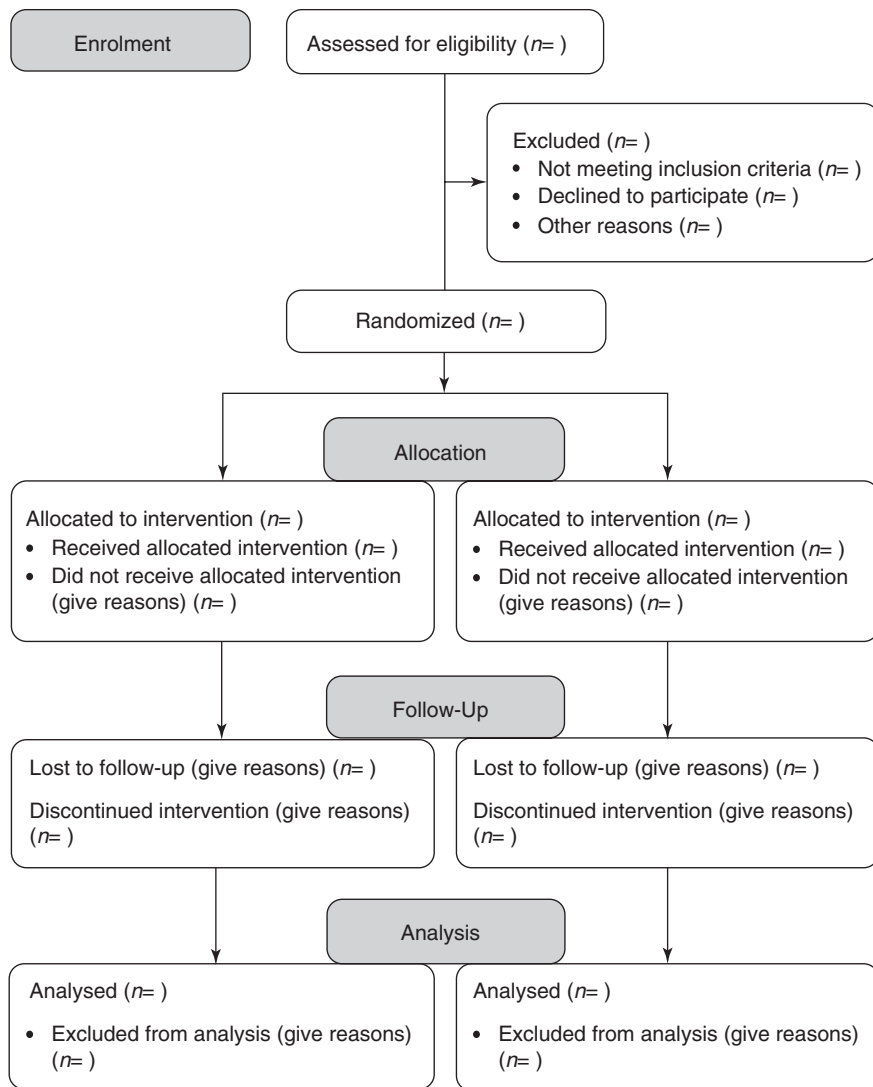 Enrolment
Assessed for eligibility (n= )
Excluded (n= )
• Not meeting inclusion criteria (n= )
• Declined to participate (n= )
• Other reasons (n= )
Randomized (n= )
Allocation
Allocated to intervention (n= )
• Received allocated intervention (n= )
• Did not receive allocated intervention
(give reasons) (n= )
Allocated to intervention (n= )
• Received allocated intervention (n= )
• Did not receive allocated intervention
(give reasons) (n= )
Follow-Up
Lost to follow-up (give reasons) (n= )
Discontinued intervention (give reasons)
(n= )
Lost to follow-up (give reasons) (n= )
Discontinued intervention (give reasons)
(n= )
Analysis
Analysed (n= )
• Excluded from analysis (give reasons)
(n= )
Analysed (n= )
• Excluded from analysis (give reasons)
(n= )